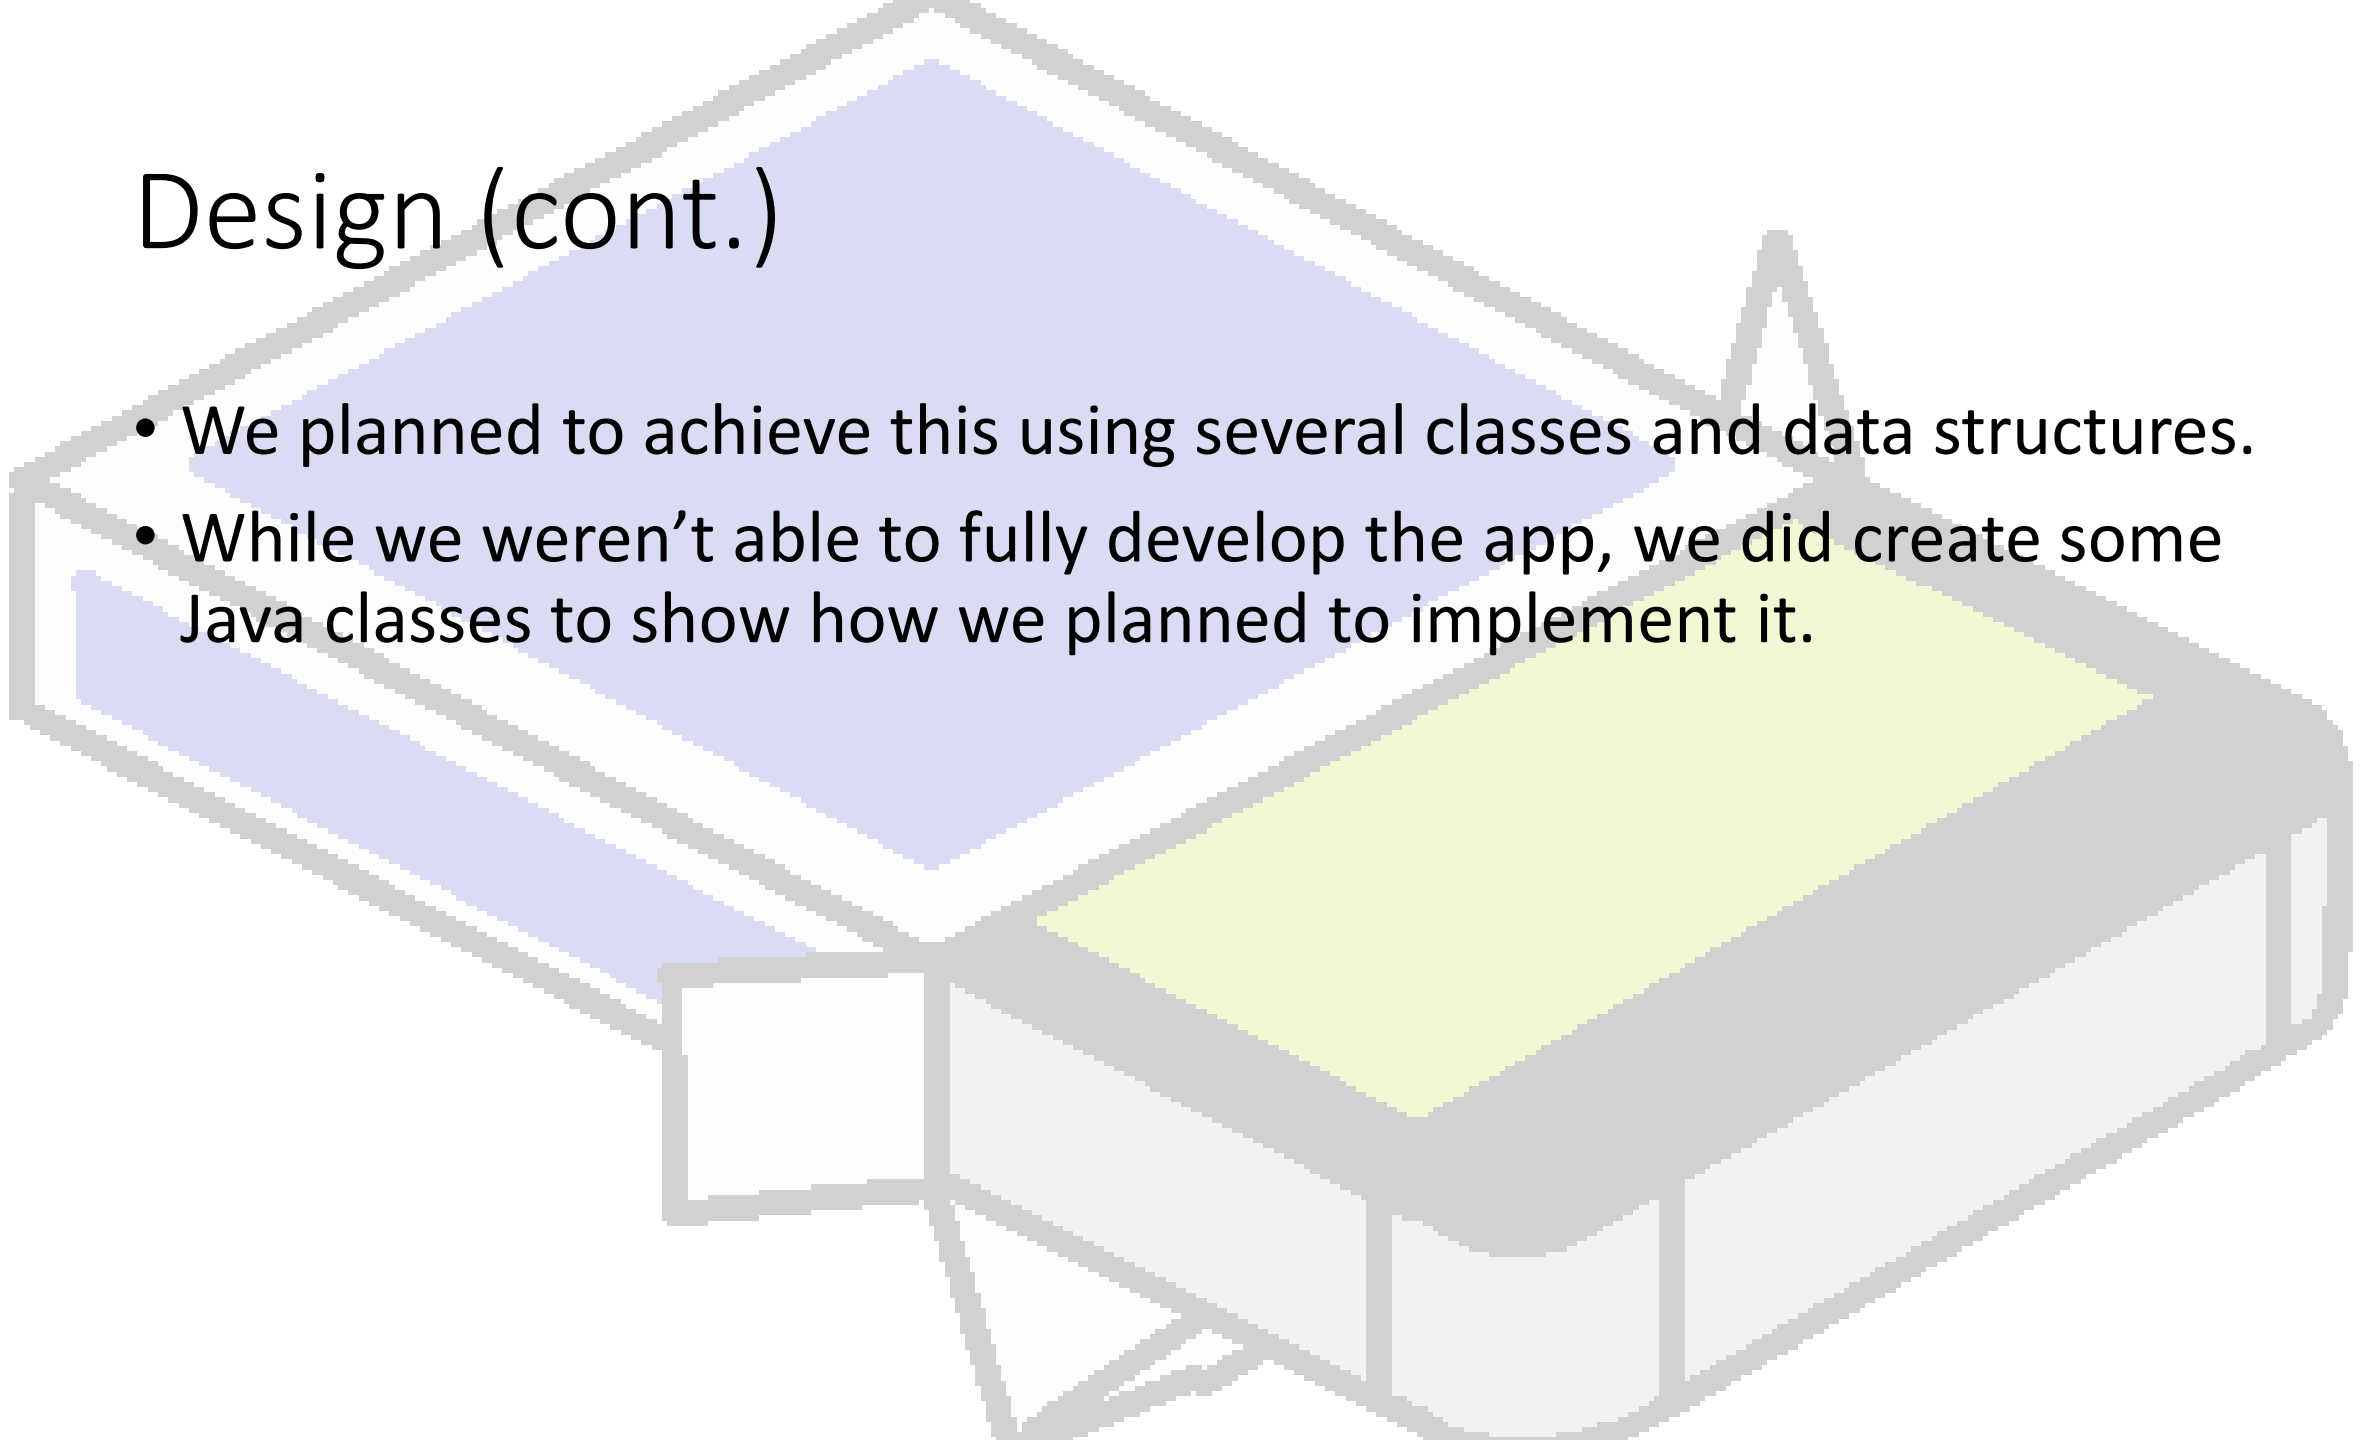 Design (cont.)
• We planned to achieve this using several classes and data structures.
• While we weren’t able to fully develop the app, we did create some
Java classes to show how we planned to implement it.